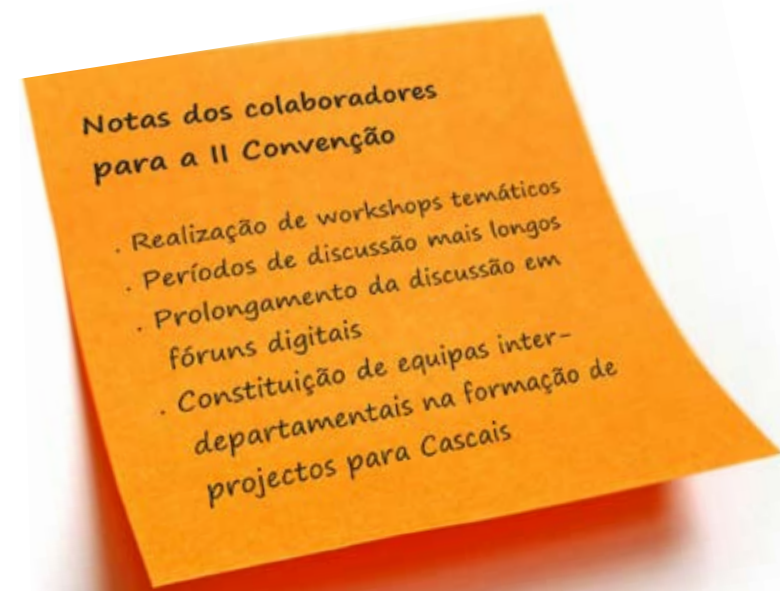 Notas dos colaboradores
para a II Convenção
. Realização de workshops temáticos
. Períodos de discussão mais longos
. Prolongamento da discussão em
fóruns digitais
. Constituição de equipas inter-
departamentais na formação de
projectos para Cascais